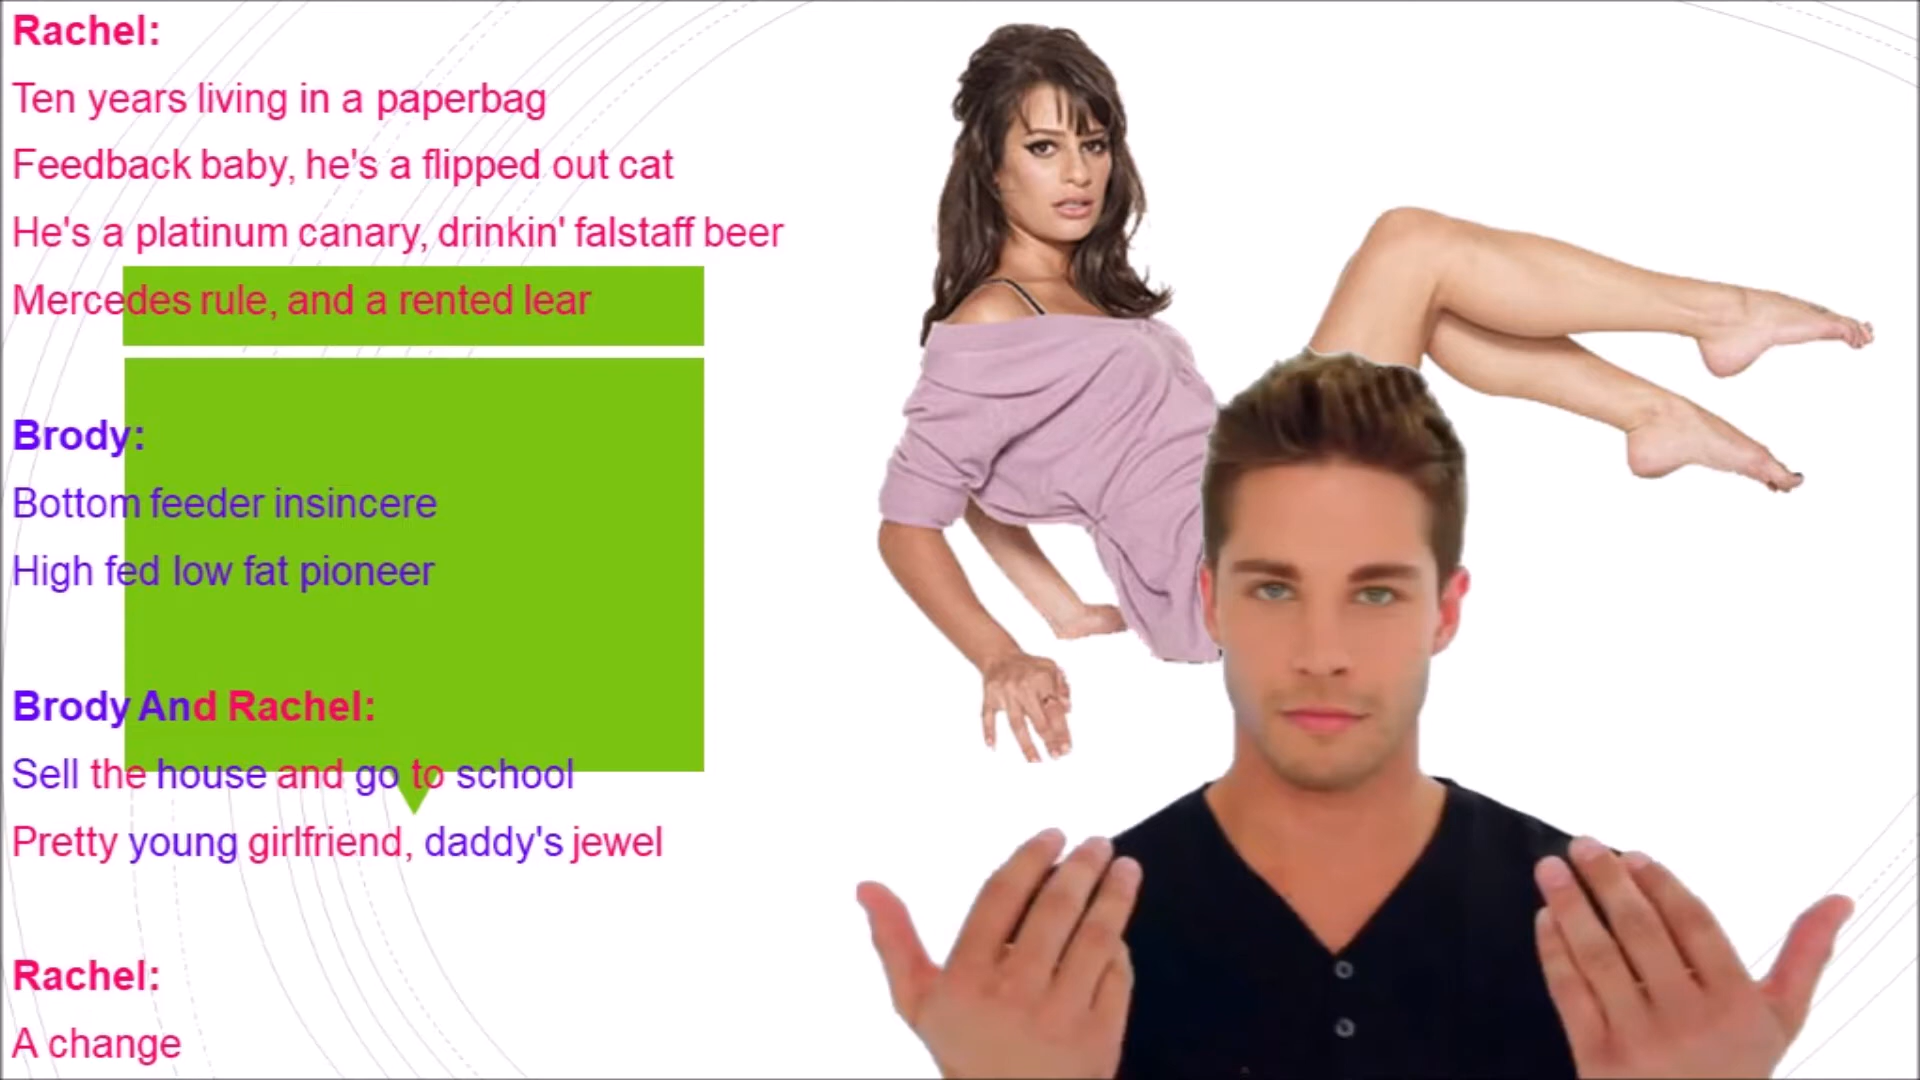 Rachel:
Ten years living in a paperbag
Feedback baby, he's a flipped out cat
He's a platinum canary, drinkin' falstaff beer
Mercedes rule, and a rented lear
Brody:
Bottom feeder insincere
High fed low fat pioneer
Brody And Rachel:
Sell the house and go to school
Pretty young girlfriend, daddy's jewel
Rachel:
A change